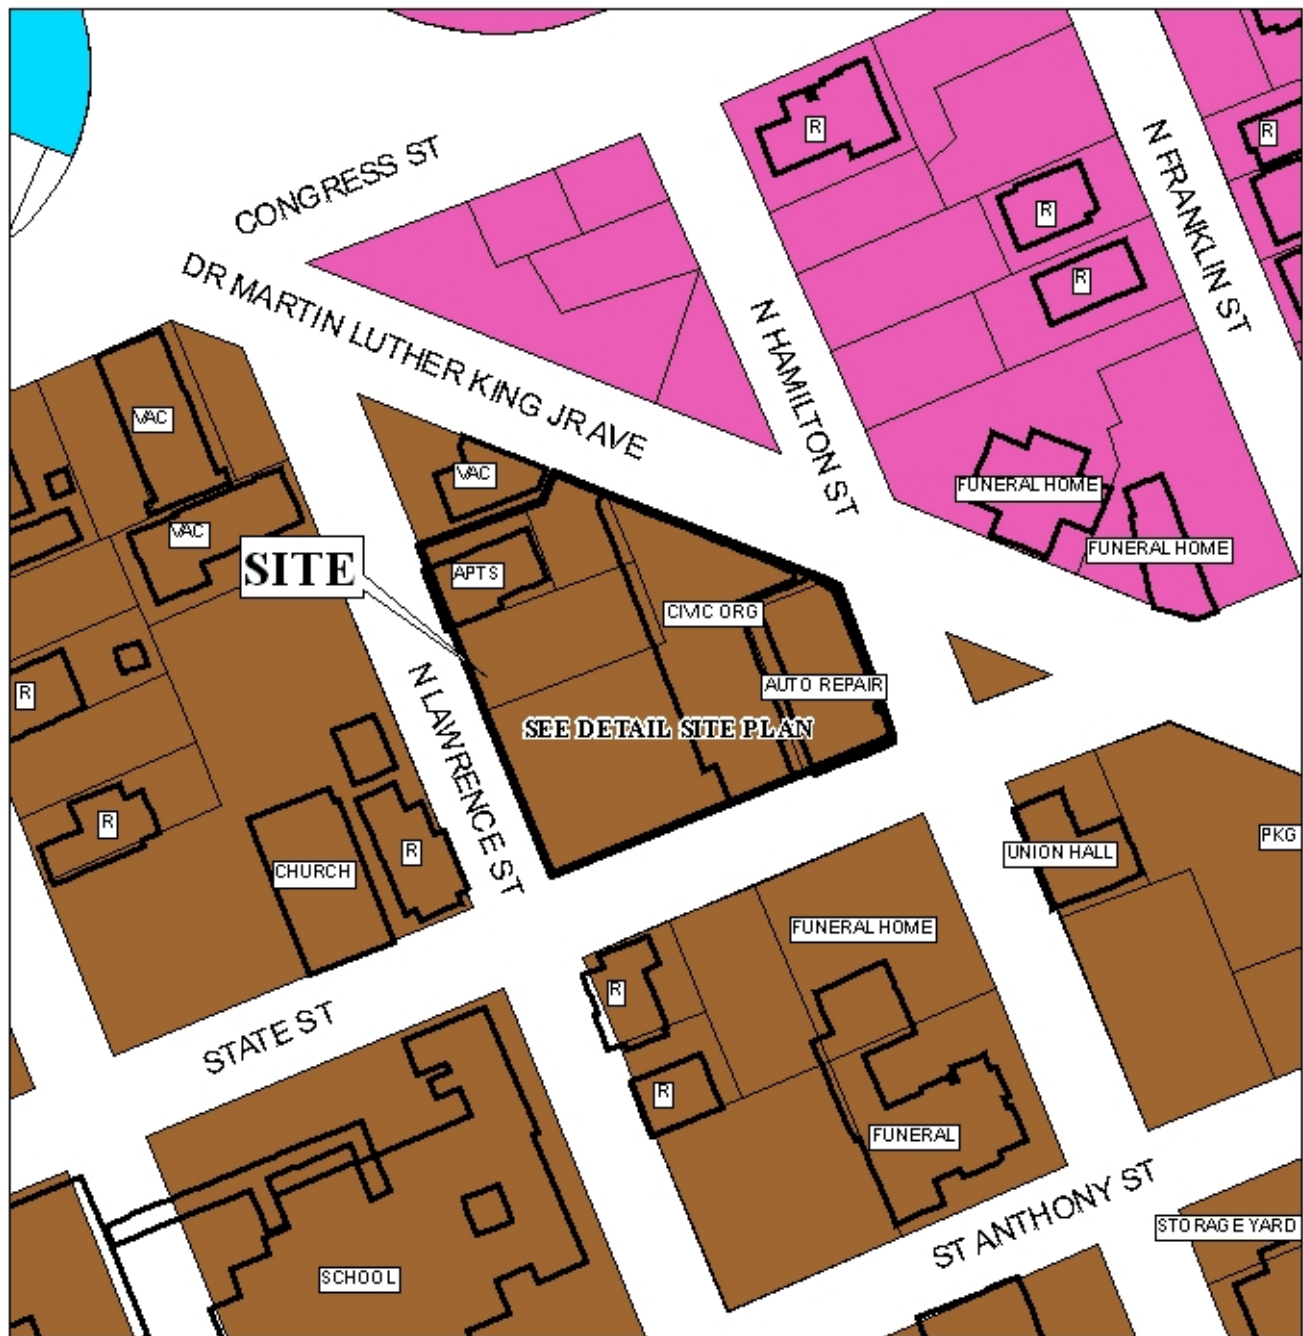 R
R
N FRANKLIN ST
CONGRESS ST
R
DR MARTIN LUTHER KING JR AVE
R
N HAMILTON ST
VAC
VAC
FUNERAL HOME
VAC
FUNERAL HOME
SITE
APTS
CIVIC ORG
R
N LAWRENCE ST
AUTO REPAIR
SEE DETAIL SITE PLAN
R
R
CHURCH
UNION HALL
PKG
FUNERAL HOME
R
STATE ST
R
FUNERAL
ST ANTHONY ST
STORAGE YARD
SCHOOL